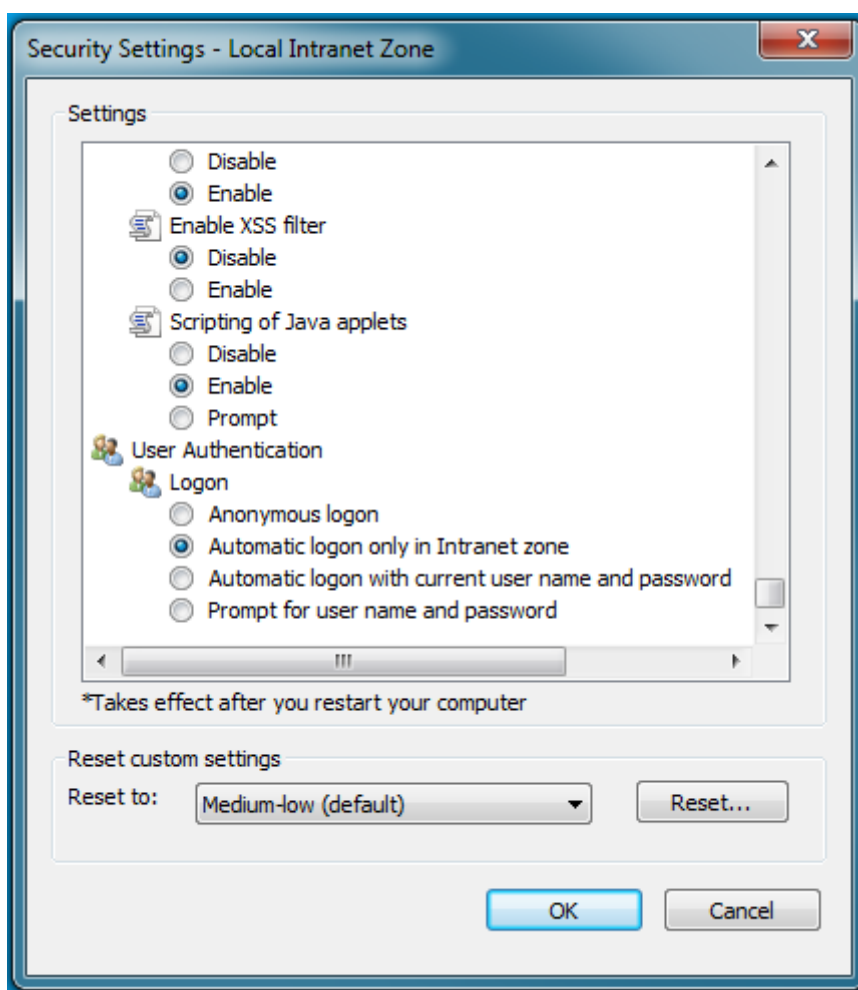 Security Settings - Local Intranet Zone
Settings
Disable
Enable
Enable XSS filter
Disable
Enable
Scripting of Java applets
Disable
Enable
Prompt
User Authentication
Logon
Anonymous logon
Automatic logon only in Intranet zone
Automatic logon with current user name and password
Prompt for user name and password
*Takes effect after you restart your computer
Reset custom settings
Reset to: Medium-low (default) Reset...
OK Cancel